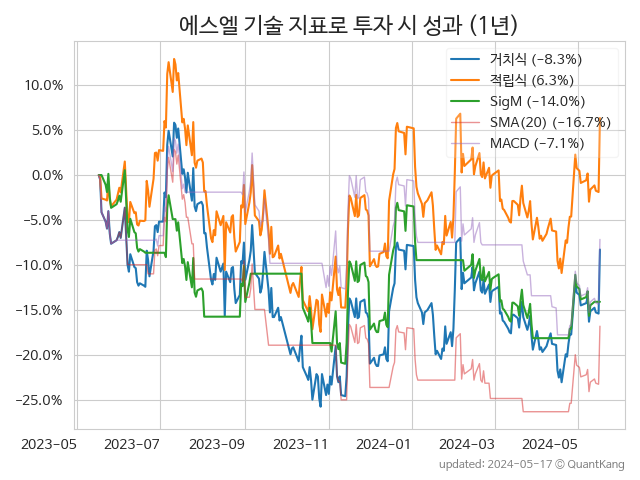 에스엘 기술 지표로 투자 시 성과 (1년)
거치식 (−8.3%)
적립식 (6.3%)
SigM (−14.0%)
SMA(20) (−16.7%)
MACD (−7.1%)
10.0%
5.0%
0.0%
−5.0%
−10.0%
−15.0%
−20.0%
−25.0%
2023−05 2023−07 2023−09 2023−11 2024−01 2024−03 2024−05
updated: 2024−05−17 ⓒ QuantKang